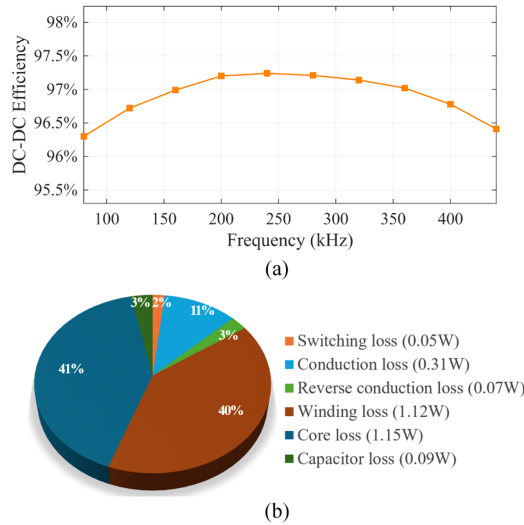 98%
97.5%
97%
96.5%
96%
95.5%
DC-DC Efficiency
100 150 200 250 300 350 400
Frequency (kHz)
(a)
3% 2% 11%
3%
41%
40%
Switching loss (0.05W)
Conduction loss (0.31W)
Reverse conduction loss (0.07W)
Winding loss (1.12W)
Core loss (1.15W)
Capacitor loss (0.09W)
(b)